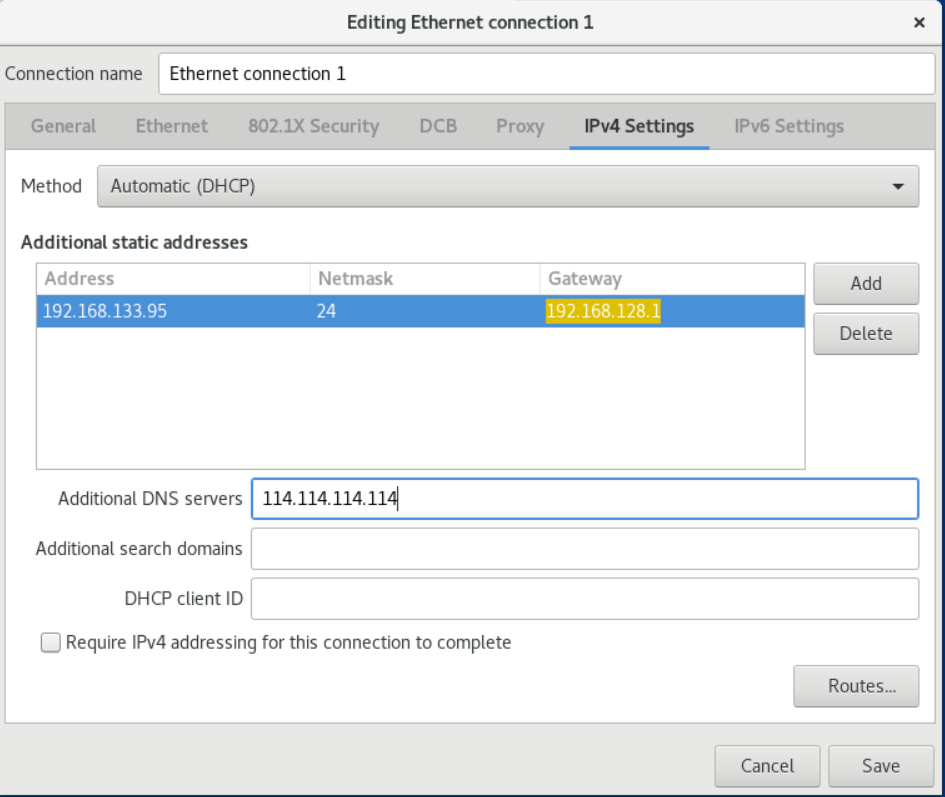 Editing Ethernet connection 1
Connection name Ethernet connection 1
General Ethernet 802.1X Security DCB Proxy IPv4 Settings IPv6 Settings
Method Automatic (DHCP)
Additional static addresses
Address Netmask Gateway
Add
192.168.133.95 24 192.168.128.1
Delete
Additional DNS servers 114.114.114.114
Additional search domains
DHCP client ID
Require IPv4 addressing for this connection to complete
Routes...
Cancel Save